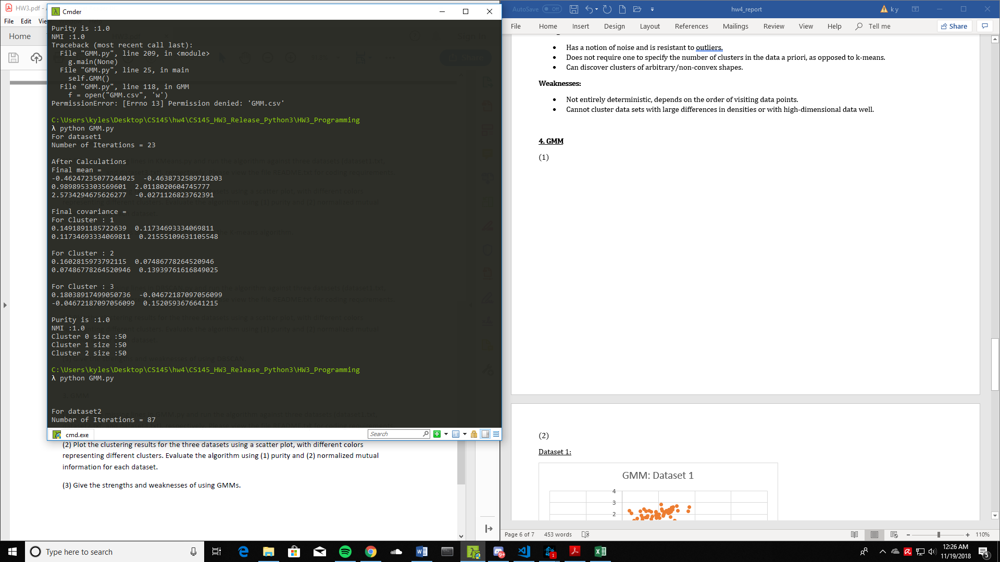 HW3.pdf -
File Edit Vie
Home
Cmder
Purity is :1.0
NMI :1.0
Traceback (most recent call last):
File "GMM.py", line 209, in <module>
g.main(None)
File "GMM.py", line 25, in main
self.GMM()
File "GMM.py", line 118, in GMM
f = open("GMM.csv", 'w')
PermissionError: [Errno 13] Permission denied: 'GMM.csv'
C:\Users\kyles\Desktop\CS145\hw4\CS145_HW3_Release_Python3\HW3_Programming
λ python GMM.py
For dataset1
Number of Iterations = 23
After Calculations
Final mean =
-0.46247235077244025 -0.4638732589718203
0.9898953303569601 2.0118020604745777
2.5734294675626277 -0.0271126823762391
Final covariance =
For Cluster : 1
0.1491891185722639 0.11734693334069811
0.11734693334069811 0.21555109631105548
For Cluster : 2
0.1602815973792115 0.07486778264520946
0.07486778264520946 0.13939761616849025
For Cluster : 3
0.18038917499050736 -0.04672187097056099
-0.04672187097056099 0.1520593676641215
Purity is :1.0
NMI :1.0
Cluster 0 size :50
Cluster 1 size :50
Cluster 2 size :50
C:\Users\kyles\Desktop\CS145\hw4\CS145_HW3_Release_Python3\HW3_Programming
λ python GMM.py
For dataset2
Number of Iterations = 87
cmd.exe
Search
(2) Plot the clustering results for the three datasets using a scatter plot, with different colors
representing different clusters. Evaluate the algorithm using (1) purity and (2) normalized mutual
information for each dataset.
(3) Give the strengths and weaknesses of using GMMs.
AutoSave Off
hw4_report
k y
File Home Insert Design Layout References Mailings Review View Help Tell me Share
• Has a notion of noise and is resistant to outliers.
• Does not require one to specify the number of clusters in the data a priori, as opposed to k-means.
• Can discover clusters of arbitrary/non-convex shapes.
Weaknesses:
• Not entirely deterministic, depends on the order of visiting data points.
• Cannot cluster data sets with large differences in densities or with high-dimensional data well.
4. GMM
(1)
(2)
Dataset 1:
GMM: Dataset 1
4
3
2
Page 6 of 7 453 words 110%
Type here to search
9+
1
12:26 AM
11/19/2018
5